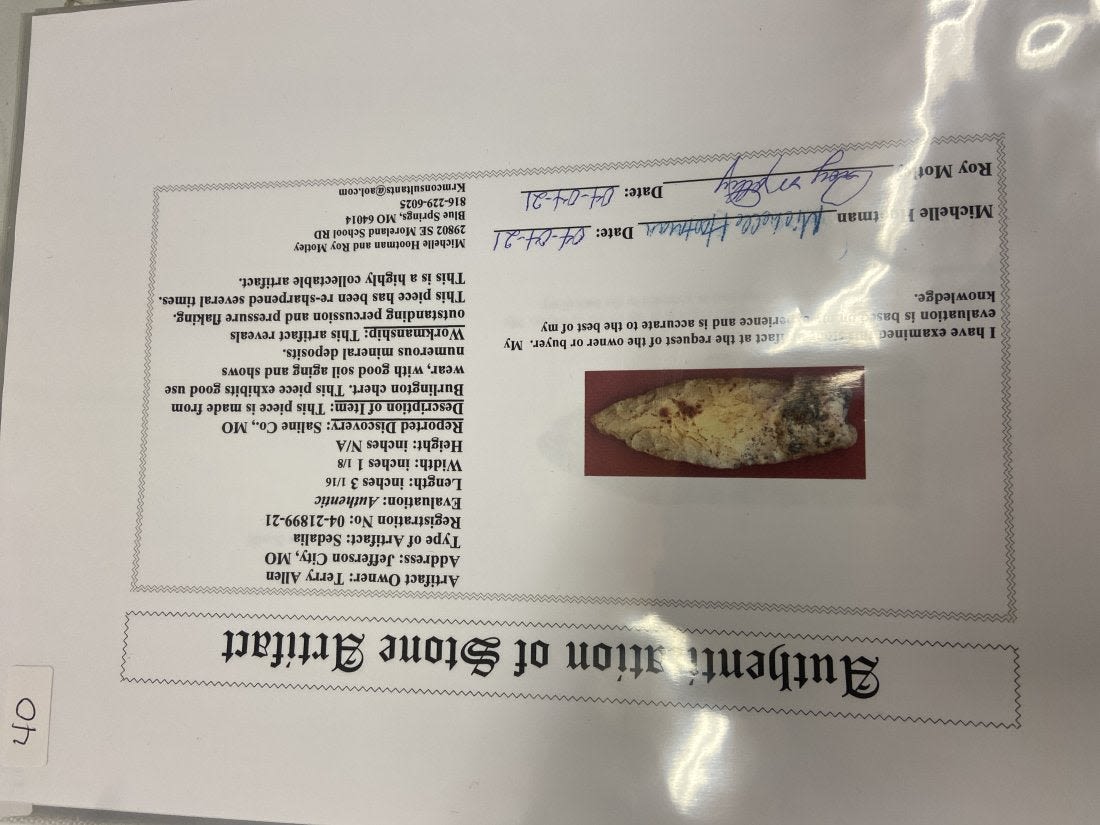 Authentication of Stone Artifact
Artifact Owner: Terry Allen
Address: Jefferson City, MO
Type of Artifact: Sedalia
Registration No: 04-21899-21
Evaluation: Authentic
Length: inches 3 1/16
Width: inches 1 1/8
Height: inches N/A
Reported Discovery: Saline Co., MO
Description of Item: This piece is made from
Burlington chert. This piece exhibits good use
wear, with good soil aging and shows
numerous mineral deposits.
Workmanship: This artifact reveals
outstanding percussion and pressure flaking.
This piece has been re-sharpened several times.
This is a highly collectable artifact.
Michelle Hootman and Roy Motley
29802 SE Moreland School RD
Blue Springs, MO 64014
816-229-6025
Krmconsultants@aol.com
I have examined artifact at the request of the owner or buyer. My
evaluation is based experience and is accurate to the best of my
knowledge.
Michelle Hootman Michelle Hootman Date: 04-04-21
Roy Motley Date: 04-04-21
40